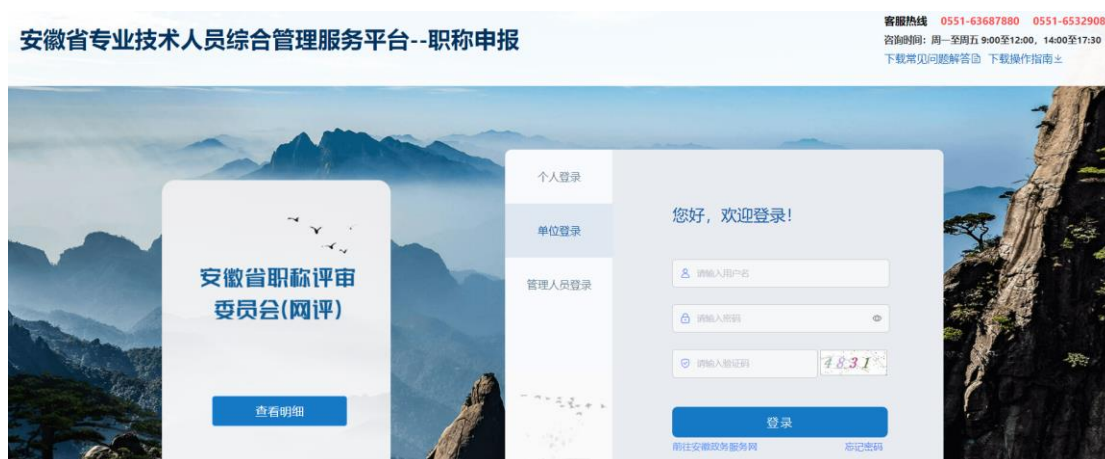 安徽省专业技术人员综合管理服务平台--职称申报
客服热线 0551-63687880 0551-6532908
咨询时间：周一至周五 9:00至12:00，14:00至17:30
下载常见问题解答 下载操作指南
个人登录
单位登录
管理人员登录
安徽省职称评审
委员会(网评)
查看明细
您好，欢迎登录！
请输入用户名
请输入密码
请输入验证码 4831
登录
前往安徽政务服务网 忘记密码